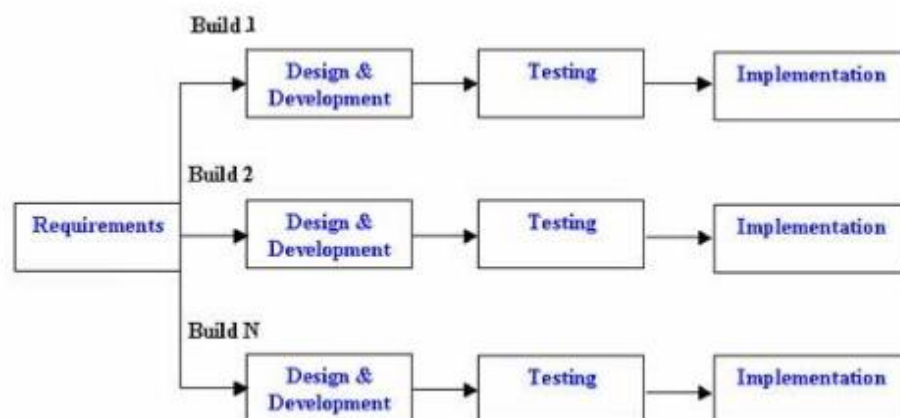 Build 1
Design &
Development
Testing
Implementation
Build 2
Requirements
Design &
Development
Testing
Implementation
Build N
Design &
Development
Testing
Implementation